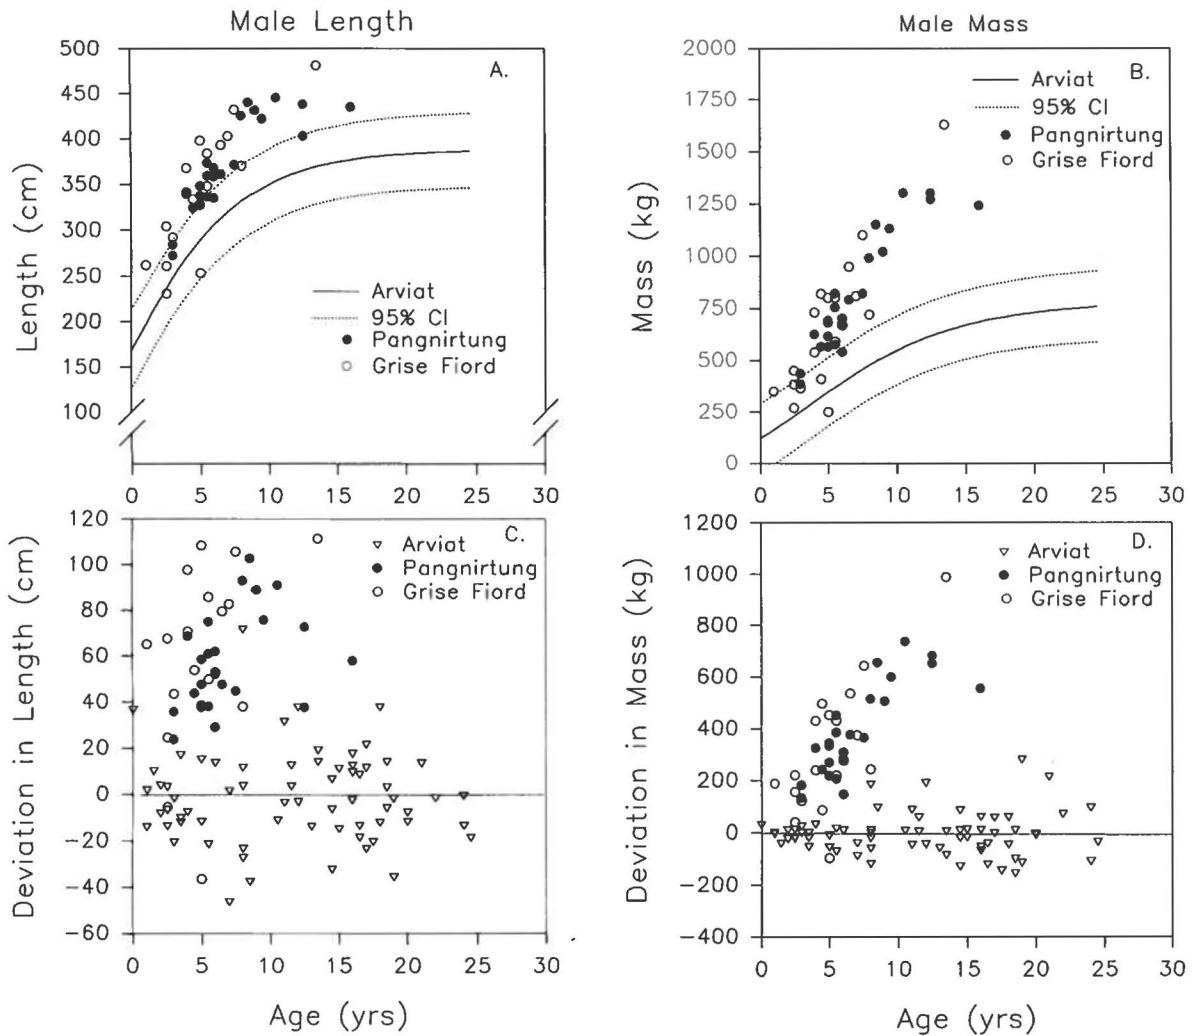 Male Length
A.
500
450
400
350
300
250
200
150
100
Length (cm)
Arviat
95% CI
Pangnirtung
Grise Fiord
0 5 10 15 20 25 30
Male Mass
B.
2000
1750
1500
1250
1000
750
500
250
0
Mass (kg)
Arviat
95% CI
Pangnirtung
Grise Fiord
0 5 10 15 20 25 30
C.
120
100
80
60
40
20
0
−20
−40
−60
Deviation in Length (cm)
Arviat
Pangnirtung
Grise Fiord
0 5 10 15 20 25 30
Age (yrs)
D.
1200
1000
800
600
400
200
0
−200
−400
Deviation in Mass (kg)
Arviat
Pangnirtung
Grise Fiord
0 5 10 15 20 25 30
Age (yrs)